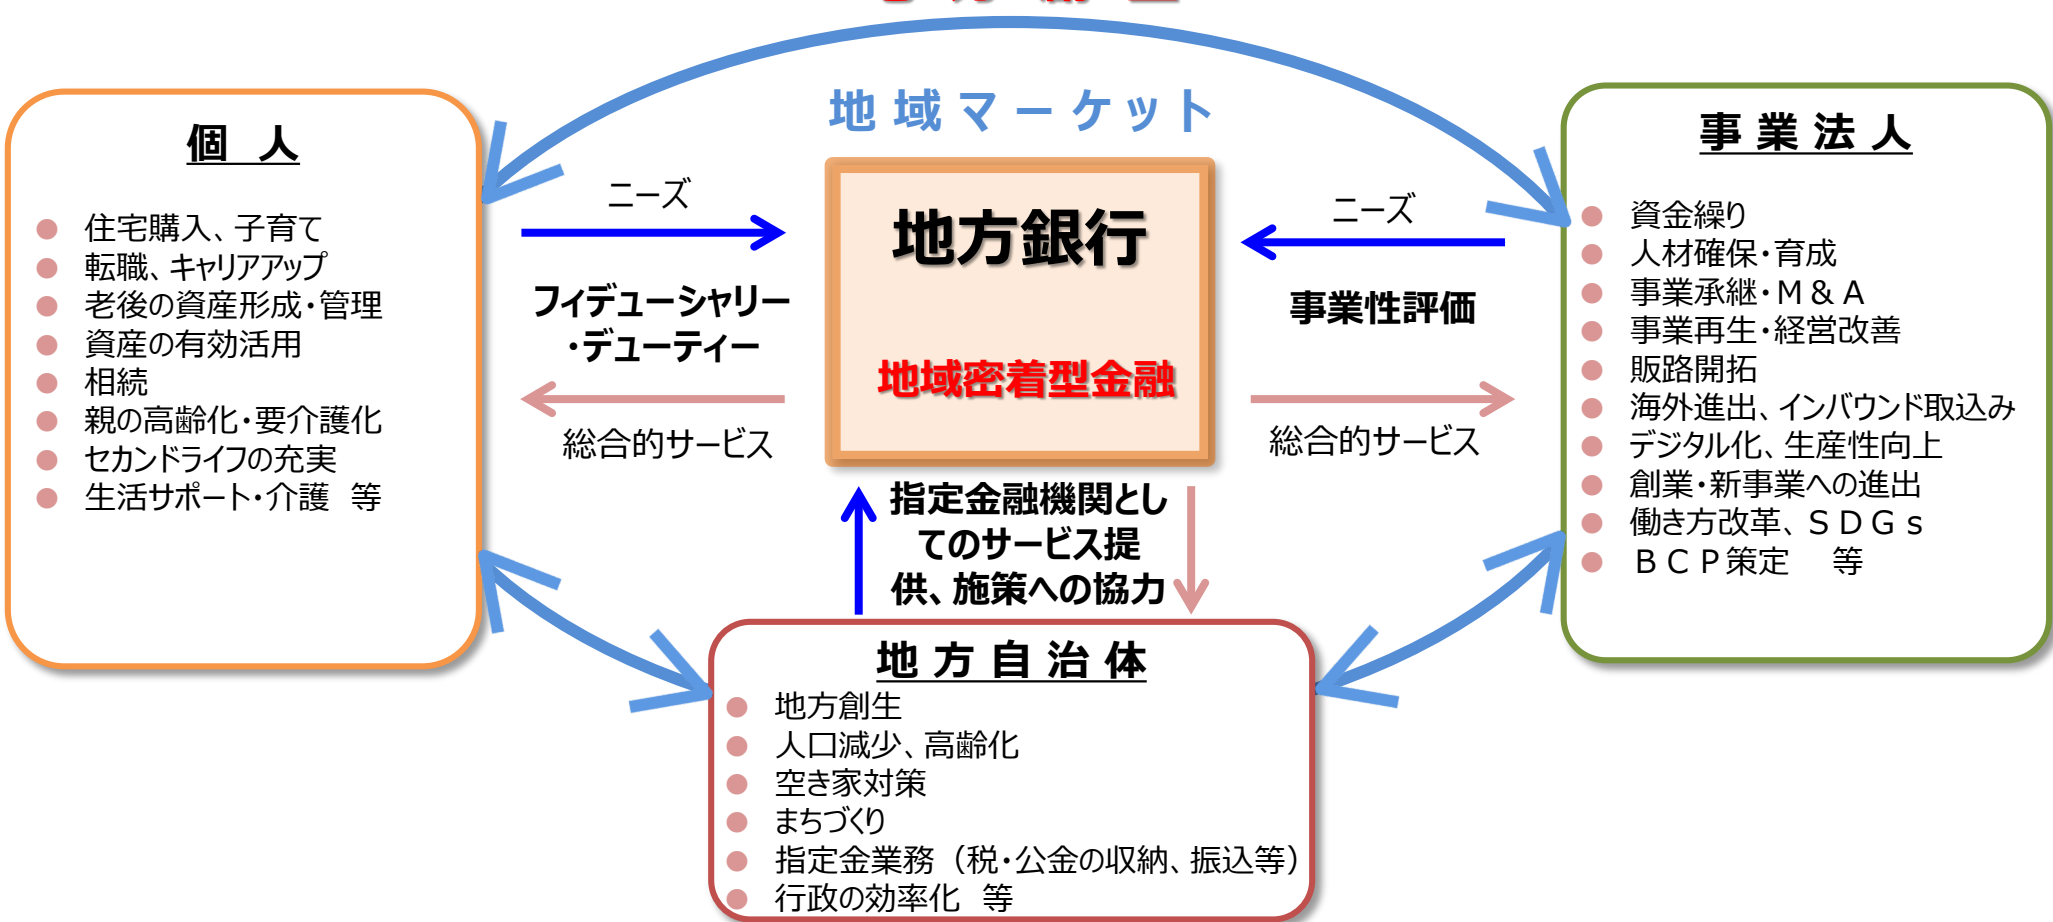 地域マーケット
個 人
住宅購入、子育て
転職、キャリアアップ
老後の資産形成・管理
資産の有効活用
相続
親の高齢化・要介護化
セカンドライフの充実
生活サポート・介護 等
ニーズ
フィデューシャリー
・デューティー
総合的サービス
地方銀行
地域密着型金融
ニーズ
事業性評価
総合的サービス
事業法人
資金繰り
人材確保・育成
事業承継・M & A
事業再生・経営改善
販路開拓
海外進出、インバウンド取込み
デジタル化、生産性向上
創業・新事業への進出
働き方改革、ＳＤＧｓ
ＢＣＰ策定 等
指定金融機関とし
てのサービス提
供、施策への協力
地方自治体
地方創生
人口減少、高齢化
空き家対策
まちづくり
指定金業務（税・公金の収納、振込等）
行政の効率化 等